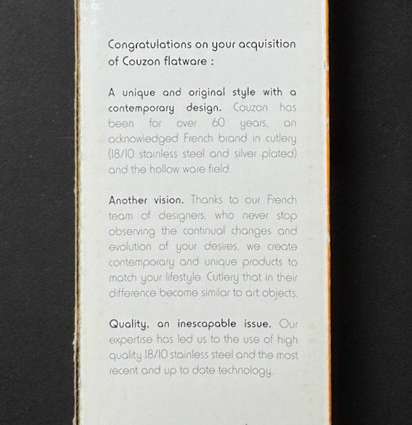 Congratulations on your acquisition
of Couzon flatware :
A unique and original style with a
contemporary design. Couzon has
been for over 60 years, an
acknowledged French brand in cutlery
(18/10 stainless steel and silver plated)
and the hollow ware field.
Another vision. Thanks to our French
team of designers, who never stop
observing the continual changes and
evolution of your desires, we create
contemporary and unique products to
match your lifestyle. Cutlery that in their
difference become similar to art objects.
Quality, an inescapable issue. Our
expertise has led us to the use of high
quality 18/10 stainless steel and the most
recent and up to date technology.